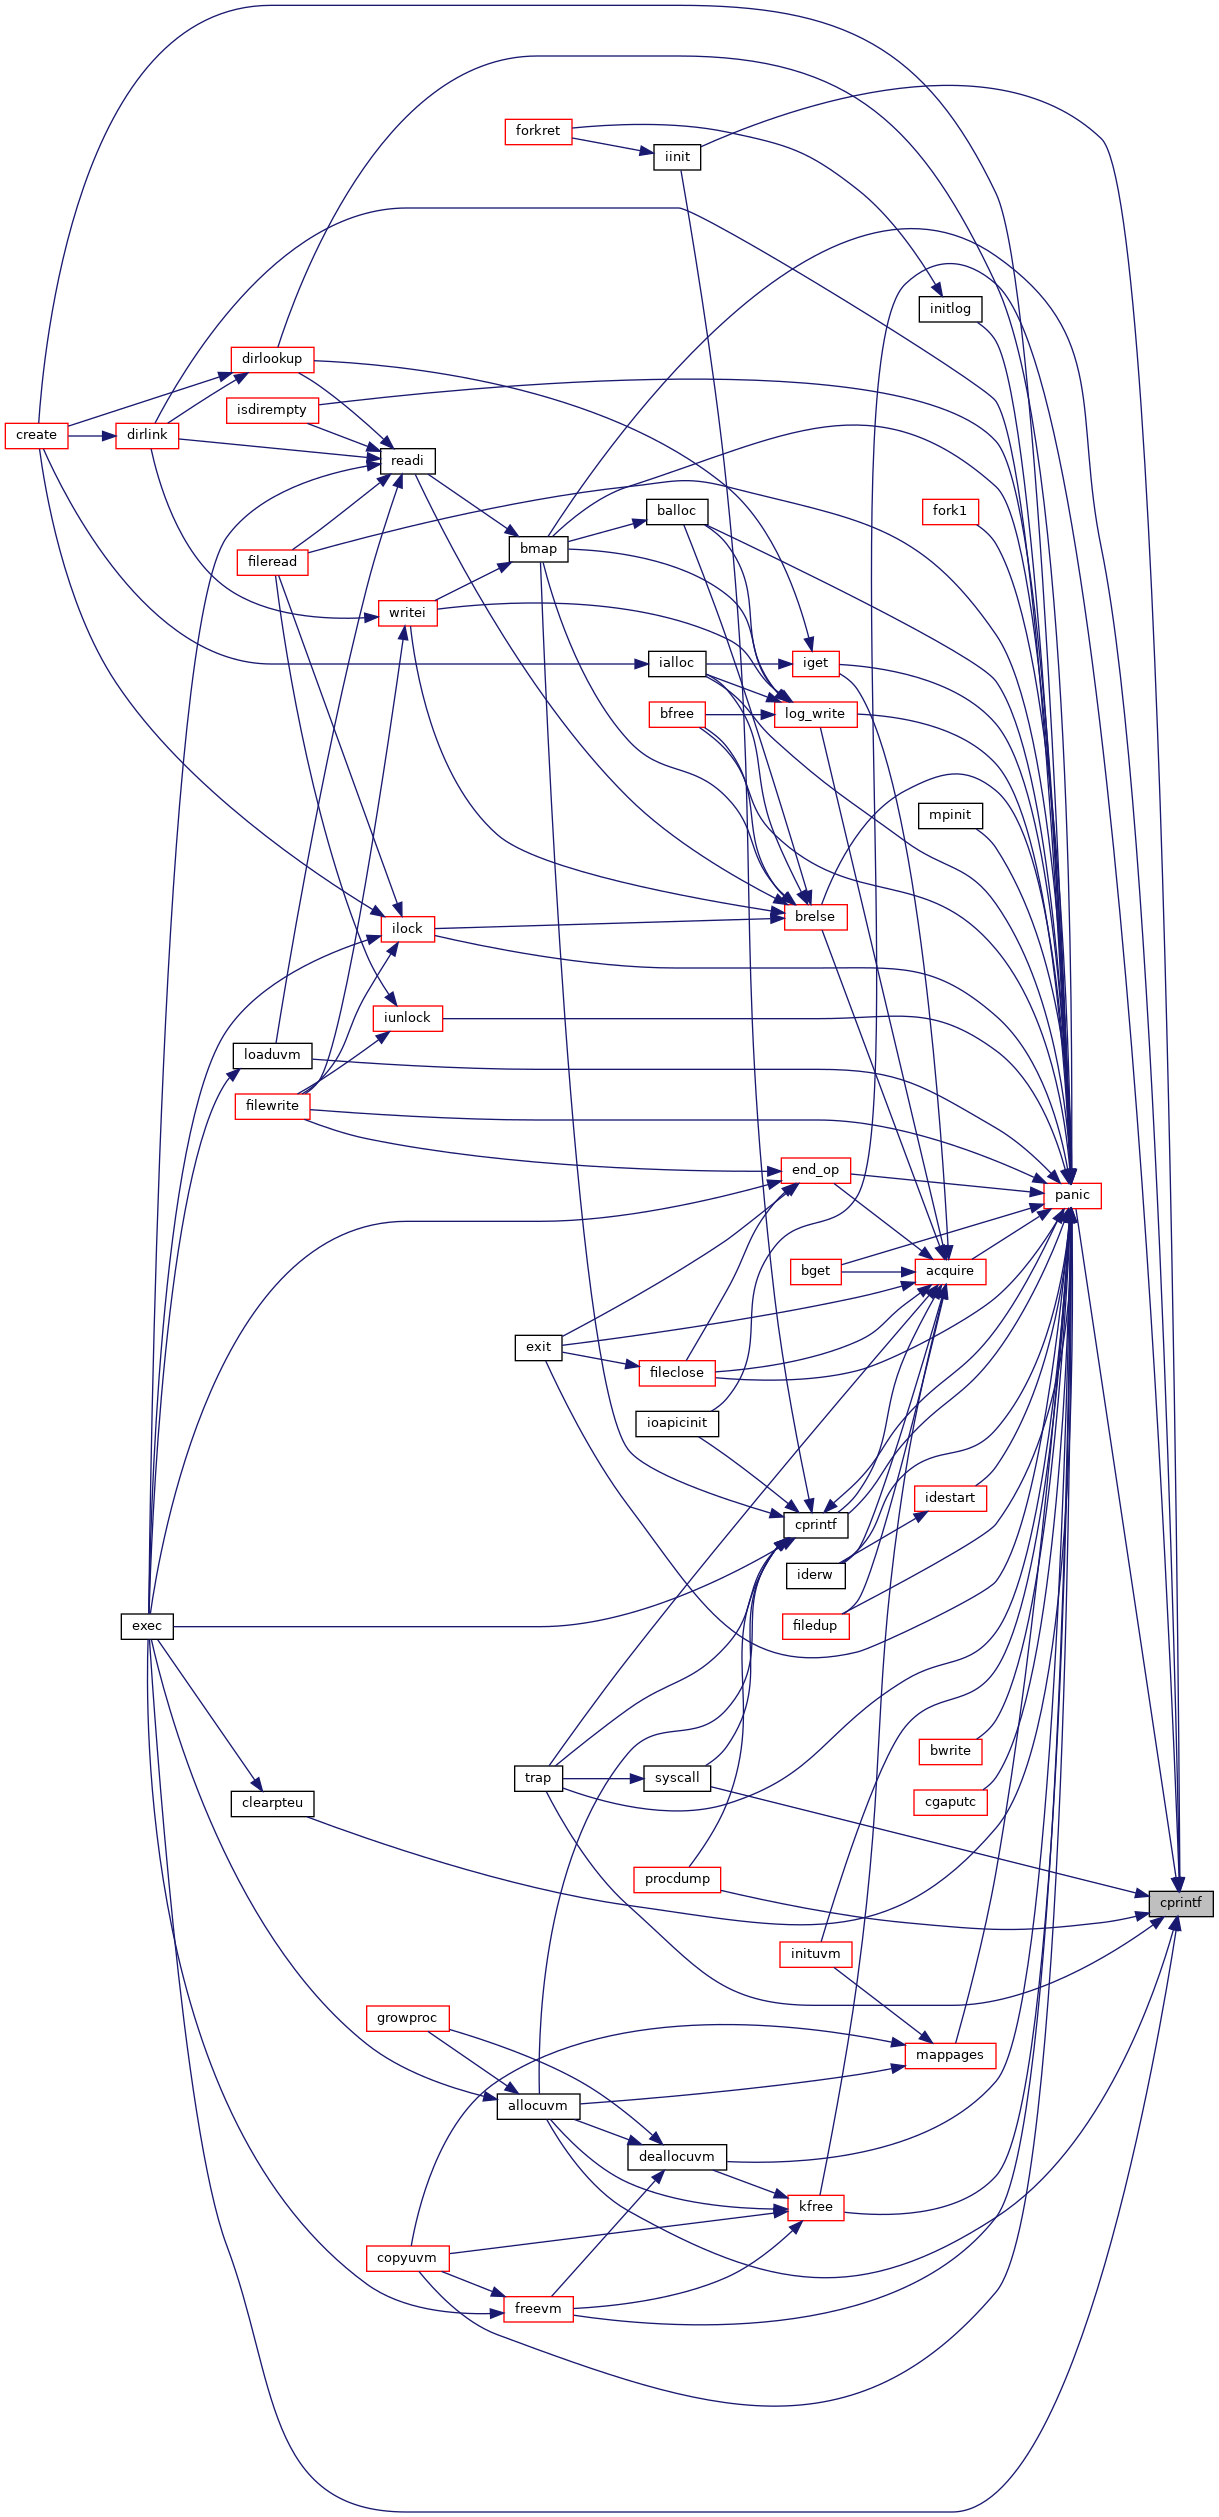 forkret
iinit
initlog
dirlookup
isdirempty
create
dirlink
readi
balloc
fork1
bmap
fileread
writei
ialloc
iget
bfree
log_write
mpinit
brelse
ilock
iunlock
loaduvm
filewrite
end_op
panic
bget
acquire
exit
fileclose
ioapicinit
idestart
cprintf
iderw
exec
filedup
bwrite
trap
syscall
clearpteu
cgaputc
procdump
cprintf
inituvm
growproc
mappages
allocuvm
deallocuvm
kfree
copyuvm
freevm